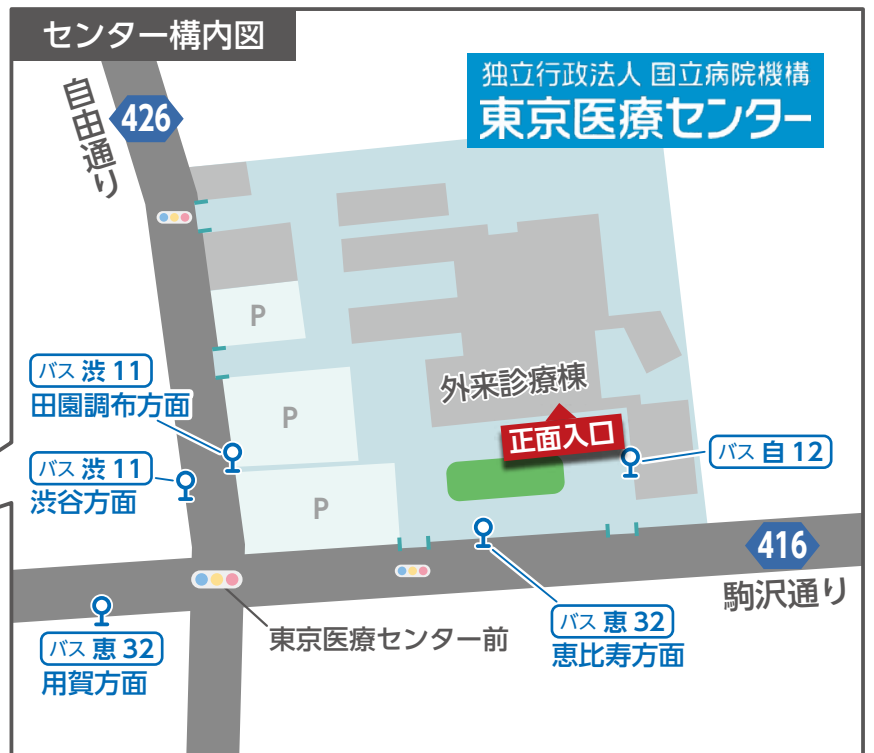 センター構内図
独立行政法人 国立病院機構
東京医療センター
自由通り
426
P
バス 渋 11
田園調布方面
外来診療棟
P
正面入口
バス 渋 11
渋谷方面
バス 自 12
P
416
駒沢通り
東京医療センター前
バス 恵 32
恵比寿方面
バス 恵 32
用賀方面